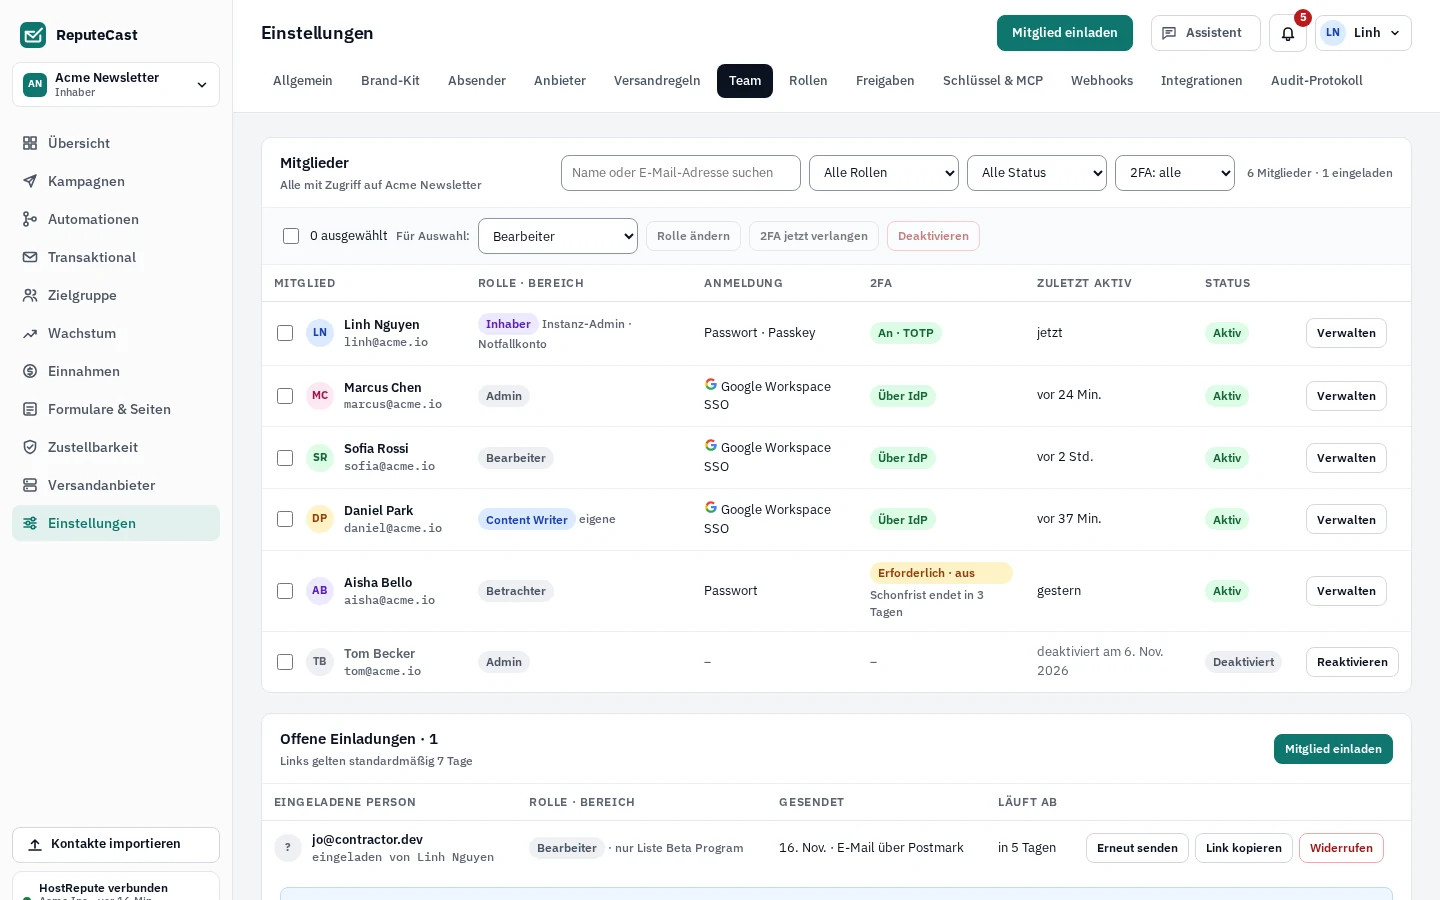 ReputeCast
AN
Acme Newsletter
Inhaber
Übersicht
Kampagnen
Automationen
Transaktional
Zielgruppe
Wachstum
Einnahmen
Formulare & Seiten
Zustellbarkeit
Versandanbieter
Einstellungen
Kontakte importieren
HostRepute verbunden
Einstellungen
Mitglied einladen
Assistent
5
LN
Linh
Allgemein
Brand-Kit
Absender
Anbieter
Versandregeln
Team
Rollen
Freigaben
Schlüssel & MCP
Webhooks
Integrationen
Audit-Protokoll
Mitglieder
Alle mit Zugriff auf Acme Newsletter
Name oder E-Mail-Adresse suchen
Alle Rollen
Alle Status
2FA: alle
6 Mitglieder · 1 eingeladen
0 ausgewählt
Für Auswahl:
Bearbeiter
Rolle ändern
2FA jetzt verlangen
Deaktivieren
MITGLIED
ROLLE · BEREICH
ANMELDUNG
2FA
ZULETZT AKTIV
STATUS
LN
Linh Nguyen
linh@acme.io
Inhaber Instanz-Admin ·
Notfallkonto
Passwort · Passkey
An · TOTP
jetzt
Aktiv
Verwalten
MC
Marcus Chen
marcus@acme.io
Admin
Google Workspace
SSO
Über IdP
vor 24 Min.
Aktiv
Verwalten
SR
Sofia Rossi
sofia@acme.io
Bearbeiter
Google Workspace
SSO
Über IdP
vor 2 Std.
Aktiv
Verwalten
DP
Daniel Park
daniel@acme.io
Content Writer eigene
Google Workspace
SSO
Über IdP
vor 37 Min.
Aktiv
Verwalten
AB
Aisha Bello
aisha@acme.io
Betrachter
Passwort
Erforderlich · aus
Schonfrist endet in 3
Tagen
gestern
Aktiv
Verwalten
TB
Tom Becker
tom@acme.io
Admin
–
–
deaktiviert am 6. Nov.
2026
Deaktiviert
Reaktivieren
Offene Einladungen · 1
Links gelten standardmäßig 7 Tage
Mitglied einladen
EINGELADENE PERSON
ROLLE · BEREICH
GESENDET
LÄUFT AB
?
jo@contractor.dev
eingeladen von Linh Nguyen
Bearbeiter · nur Liste Beta Program
16. Nov. · E-Mail über Postmark
in 5 Tagen
Erneut senden
Link kopieren
Widerrufen